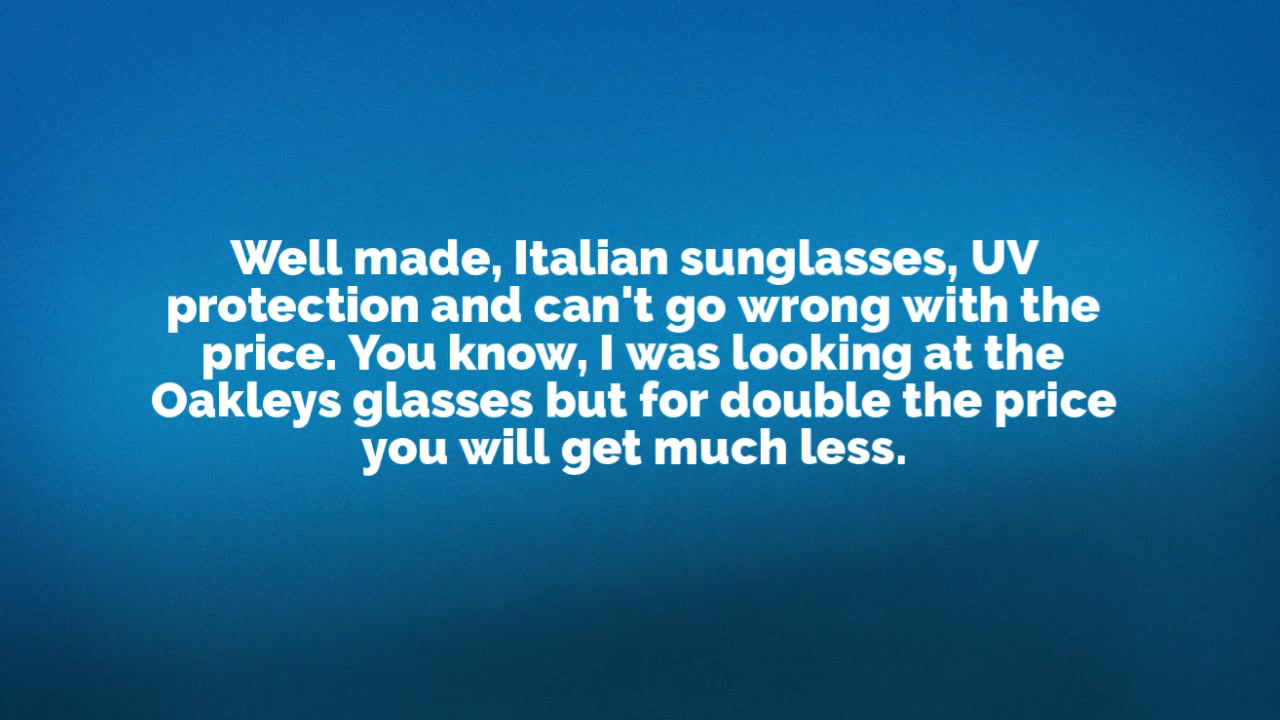 Well made, Italian sunglasses, UV
protection and can't go wrong with the
price. You know, I was looking at the
Oakleys glasses but for double the price
you will get much less.